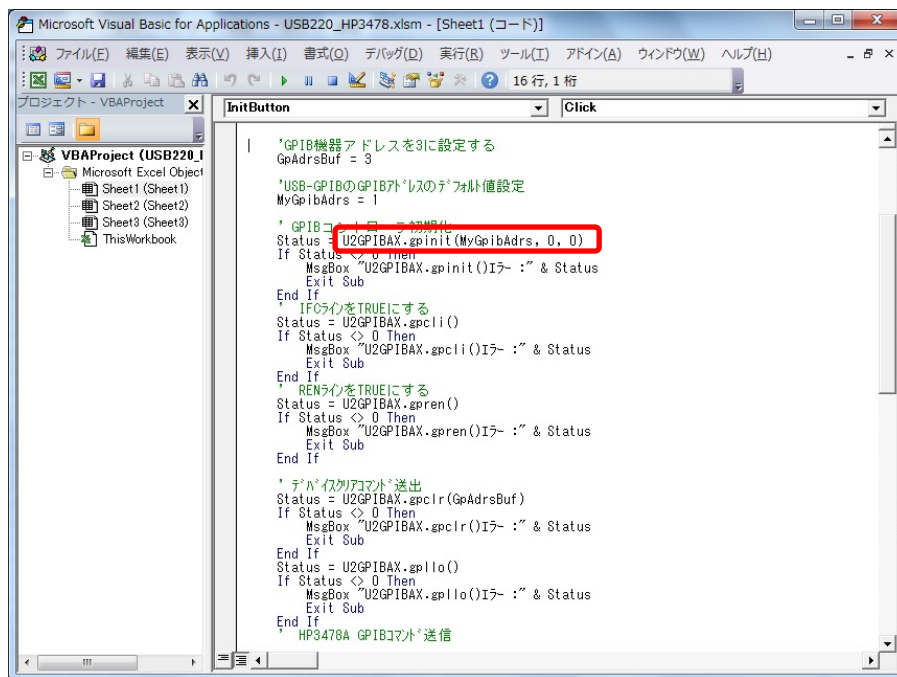 Microsoft Visual Basic for Applications - USB220_HP3478.xlsm - [Sheet1 (コード)]
ファイル(F) 編集(E) 表示(V) 挿入(I) 書式(O) デバッグ(D) 実行(R) ツール(T) アドイン(A) ウィンドウ(W) ヘルプ(H)
16 行, 1 桁
プロジェクト - VBAProject
InitButton
Click
VBAProject (USB220_
Microsoft Excel Object
Sheet1 (Sheet1)
Sheet2 (Sheet2)
Sheet3 (Sheet3)
ThisWorkbook
'GPIB機器アドレスを3に設定する
GpAdrsBuf = 3
'USB-GPIBのGPIBｱﾄﾞﾚｽのﾃﾞﾌｫﾙﾄ値設定
MyGpibAdrs = 1
' GPIBコントローラ初期化
Status = U2GPIBAX.gpinit(MyGpibAdrs, 0, 0)
If Status <> 0 Then
MsgBox "U2GPIBAX.gpinit()ｴﾗｰ :" & Status
Exit Sub
End If
' IFCﾗｲﾝをTRUEにする
Status = U2GPIBAX.gpcli()
If Status <> 0 Then
MsgBox "U2GPIBAX.gpcli()ｴﾗｰ :" & Status
Exit Sub
End If
' RENﾗｲﾝをTRUEにする
Status = U2GPIBAX.gpren()
If Status <> 0 Then
MsgBox "U2GPIBAX.gpren()ｴﾗｰ :" & Status
Exit Sub
End If
' ﾃﾞﾊﾞｲｽｸﾘｱｺﾏﾝﾄﾞ送出
Status = U2GPIBAX.gpclr(GpAdrsBuf)
If Status <> 0 Then
MsgBox "U2GPIBAX.gpclr()ｴﾗｰ :" & Status
Exit Sub
End If
Status = U2GPIBAX.gpllo()
If Status <> 0 Then
MsgBox "U2GPIBAX.gpllo()ｴﾗｰ :" & Status
Exit Sub
End If
' HP3478A GPIBｺﾏﾝﾄﾞ送信